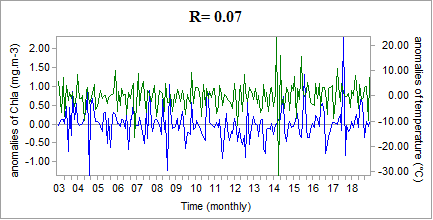 R= 0.07
anomalies of Chla (mg.m-3)
2.00
1.50
1.00
0.50
0.00
-0.50
-1.00
20.00
10.00
0.00
-10.00
-20.00
-30.00
anomalies of temperature (°C)
03 04 05 06 07 08 09 10 11 12 13 14 15 16 17 18
Time (monthly)